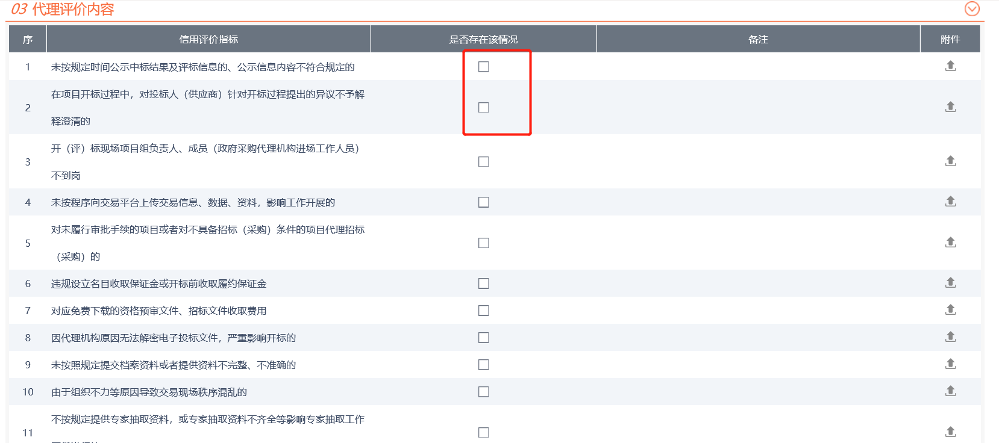 03 代理评价内容
序 信用评价指标 是否存在该情况 备注 附件
1 未按规定时间公示中标结果及评标信息的、公示信息内容不符合规定的
在项目开标过程中，对投标人（供应商）针对开标过程提出的异议不予解
2
释澄清的
开（评）标现场项目组负责人、成员（政府采购代理机构进场工作人员）
3
不到岗
4 未按程序向交易平台上传交易信息、数据、资料，影响工作开展的
对未履行审批手续的项目或者对不具备招标（采购）条件的项目代理招标
5
（采购）的
6 违规设立名目收取保证金或开标前收取履约保证金
7 对应免费下载的资格预审文件、招标文件收取费用
8 因代理机构原因无法解密电子投标文件，严重影响开标的
9 未按照规定提交档案资料或者提供资料不完整、不准确的
10 由于组织不力等原因导致交易现场秩序混乱的
不按规定提供专家抽取资料，或专家抽取资料不齐全等影响专家抽取工作
11